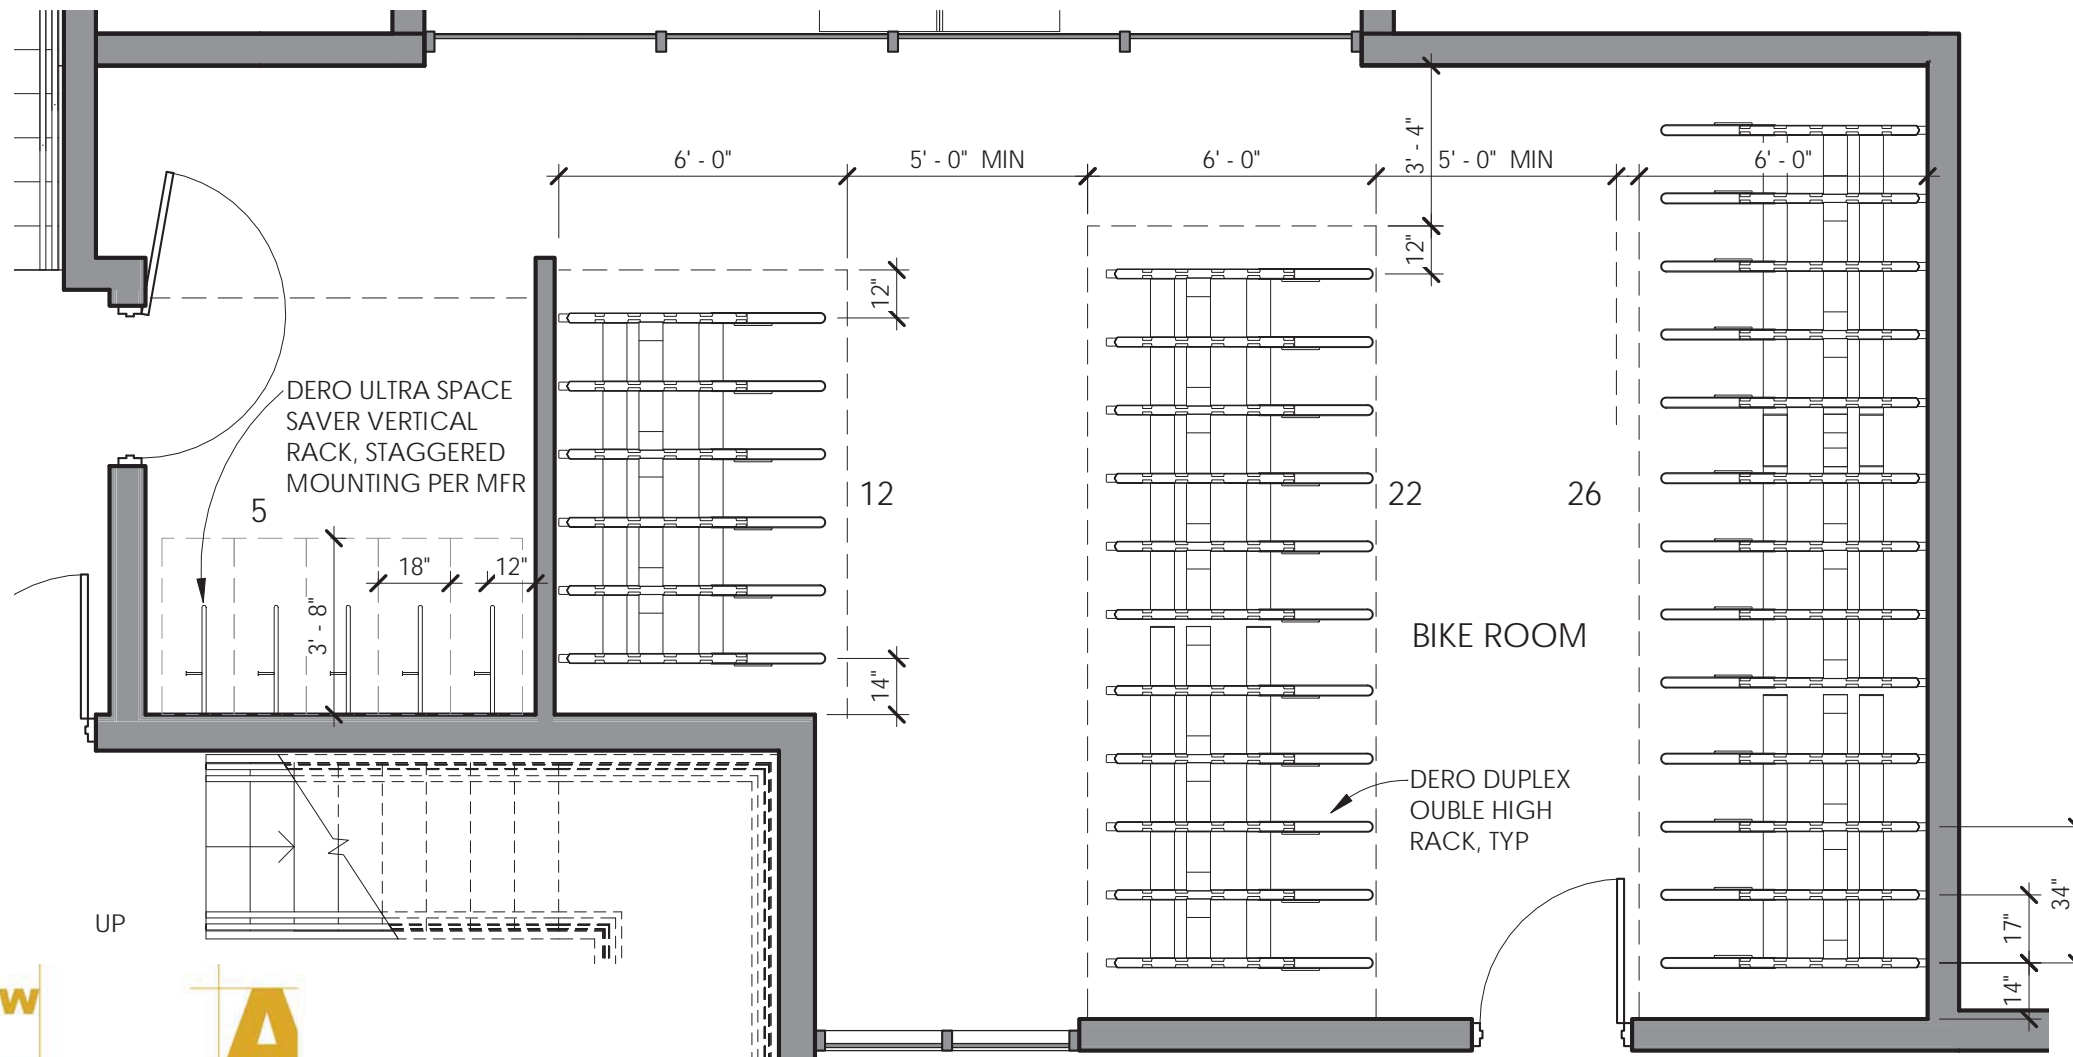 6' - 0"
5' - 0" MIN
6' - 0"
5' - 0" MIN
6' - 0"
3' - 4"
12"
12"
DERO ULTRA SPACE
SAVER VERTICAL
RACK, STAGGERED
MOUNTING PER MFR
5
12
22
26
18"
12"
3' - 8"
14"
BIKE ROOM
DERO DUPLEX
OUBLE HIGH
RACK, TYP
UP
34"
17"
14"
W
A